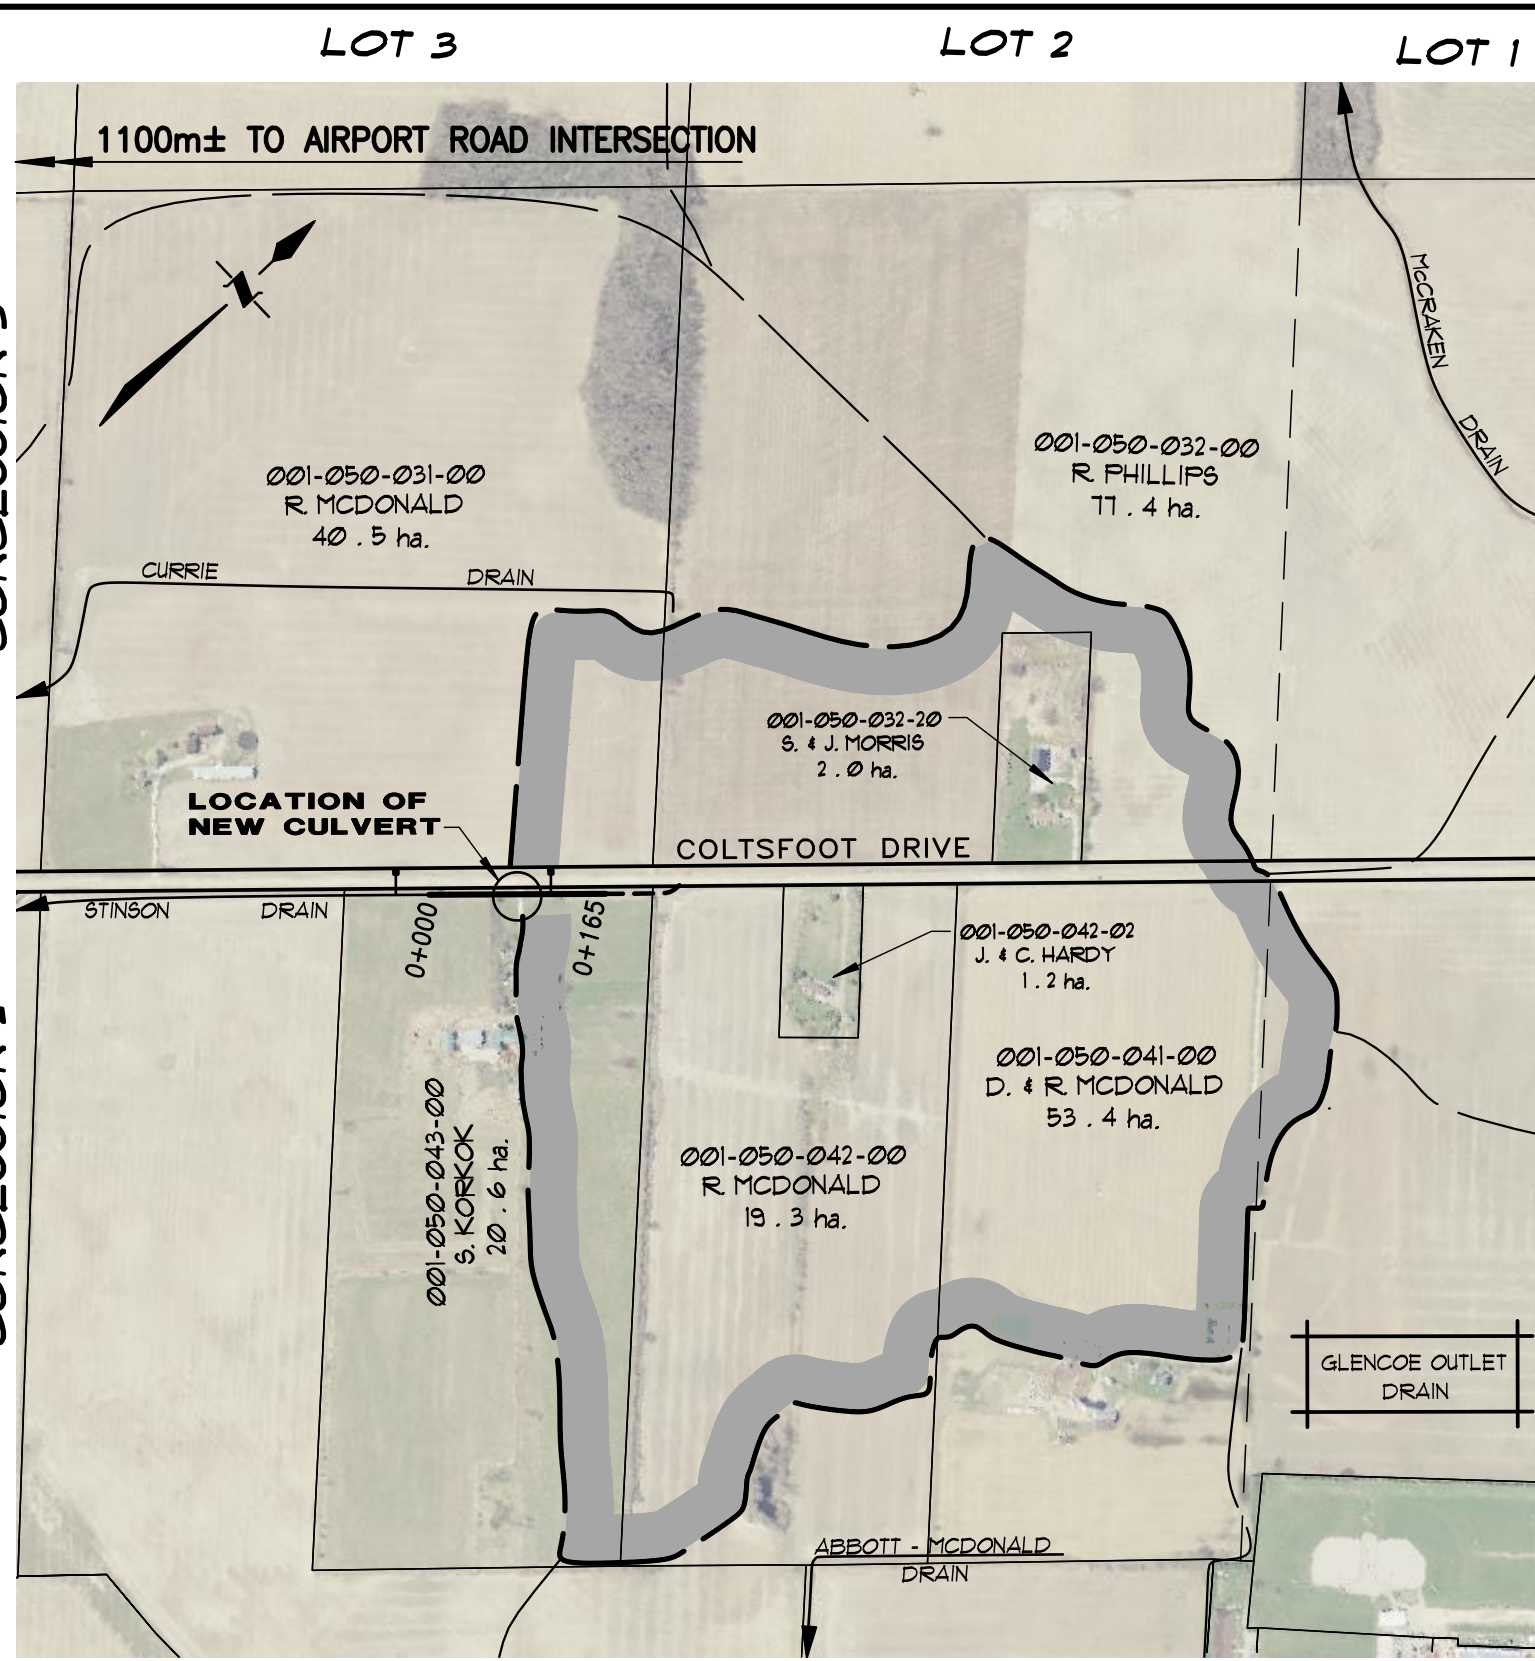 LOT 3
LOT 2
LOT 1
1100m± TO AIRPORT ROAD INTERSECTION
McCRAKEN
DRAIN
001-050-031-00
R. MCDONALD
40 . 5 ha.
001-050-032-00
R. PHILLIPS
77 . 4 ha.
CURRIE DRAIN
001-050-032-20
S. & J. MORRIS
2 . 0 ha.
LOCATION OF
NEW CULVERT
COLTSFOOT DRIVE
STINSON DRAIN
0+000
0+165
001-050-042-02
J. & C. HARDY
1 . 2 ha.
001-050-041-00
D. & R. MCDONALD
53 . 4 ha.
001-050-043-00
S. KORKOK
20 . 6 ha.
001-050-042-00
R. MCDONALD
19 . 3 ha.
GLENCOE OUTLET
DRAIN
ABBOTT - MCDONALD
DRAIN